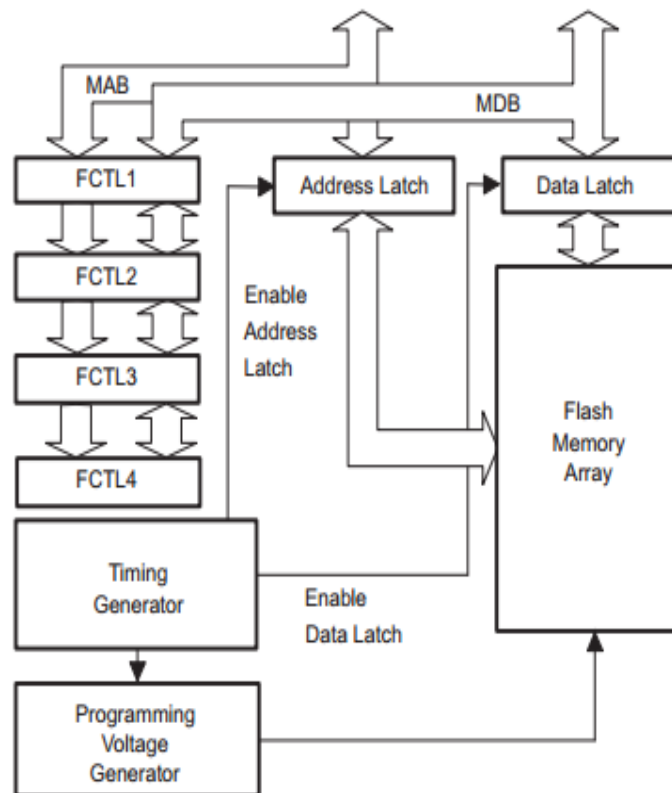 MAB
MDB
FCTL1
Address Latch
Data Latch
FCTL2
Enable
Address
Latch
FCTL3
Flash
Memory
Array
FCTL4
Timing
Generator
Enable
Data Latch
Programming
Voltage
Generator